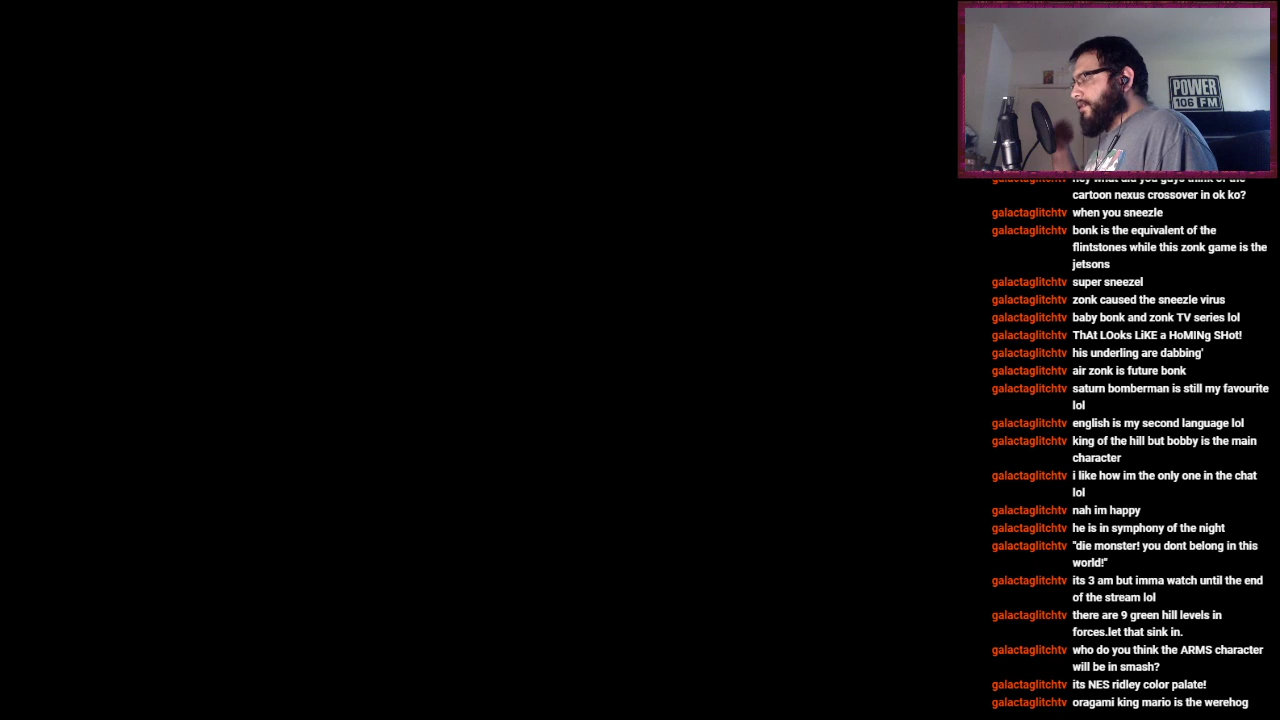 POWER
106 FM
galactaglitchtv hey what did you guys think of the
cartoon nexus crossover in ok ko?
galactaglitchtv when you sneezle
galactaglitchtv bonk is the equivalent of the
flintstones while this zonk game is the
jetsons
galactaglitchtv super sneezel
galactaglitchtv zonk caused the sneezle virus
galactaglitchtv baby bonk and zonk TV series lol
galactaglitchtv ThAt LOoks LiKE a HoMINg SHot!
galactaglitchtv his underling are dabbing'
galactaglitchtv air zonk is future bonk
galactaglitchtv saturn bomberman is still my favourite
lol
galactaglitchtv english is my second language lol
galactaglitchtv king of the hill but bobby is the main
character
galactaglitchtv i like how im the only one in the chat
lol
galactaglitchtv nah im happy
galactaglitchtv he is in symphony of the night
galactaglitchtv "die monster! you dont belong in this
world!"
galactaglitchtv its 3 am but imma watch until the end
of the stream lol
galactaglitchtv there are 9 green hill levels in
forces.let that sink in.
galactaglitchtv who do you think the ARMS character
will be in smash?
galactaglitchtv its NES ridley color palate!
galactaglitchtv oragami king mario is the werehog